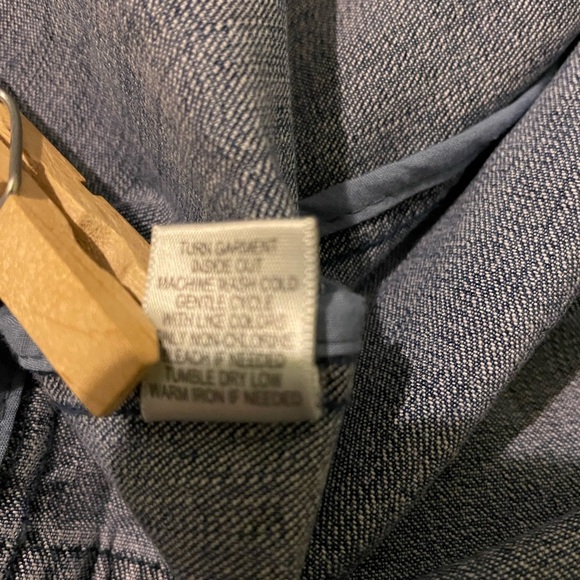 TURN GARMENT
INSIDE OUT
MACHINE WASH COLD
GENTLE CYCLE
WITH LIKE COLORS
NON-CHLORINE
BLEACH IF NEEDED
TUMBLE DRY LOW
WARM IRON IF NEEDED